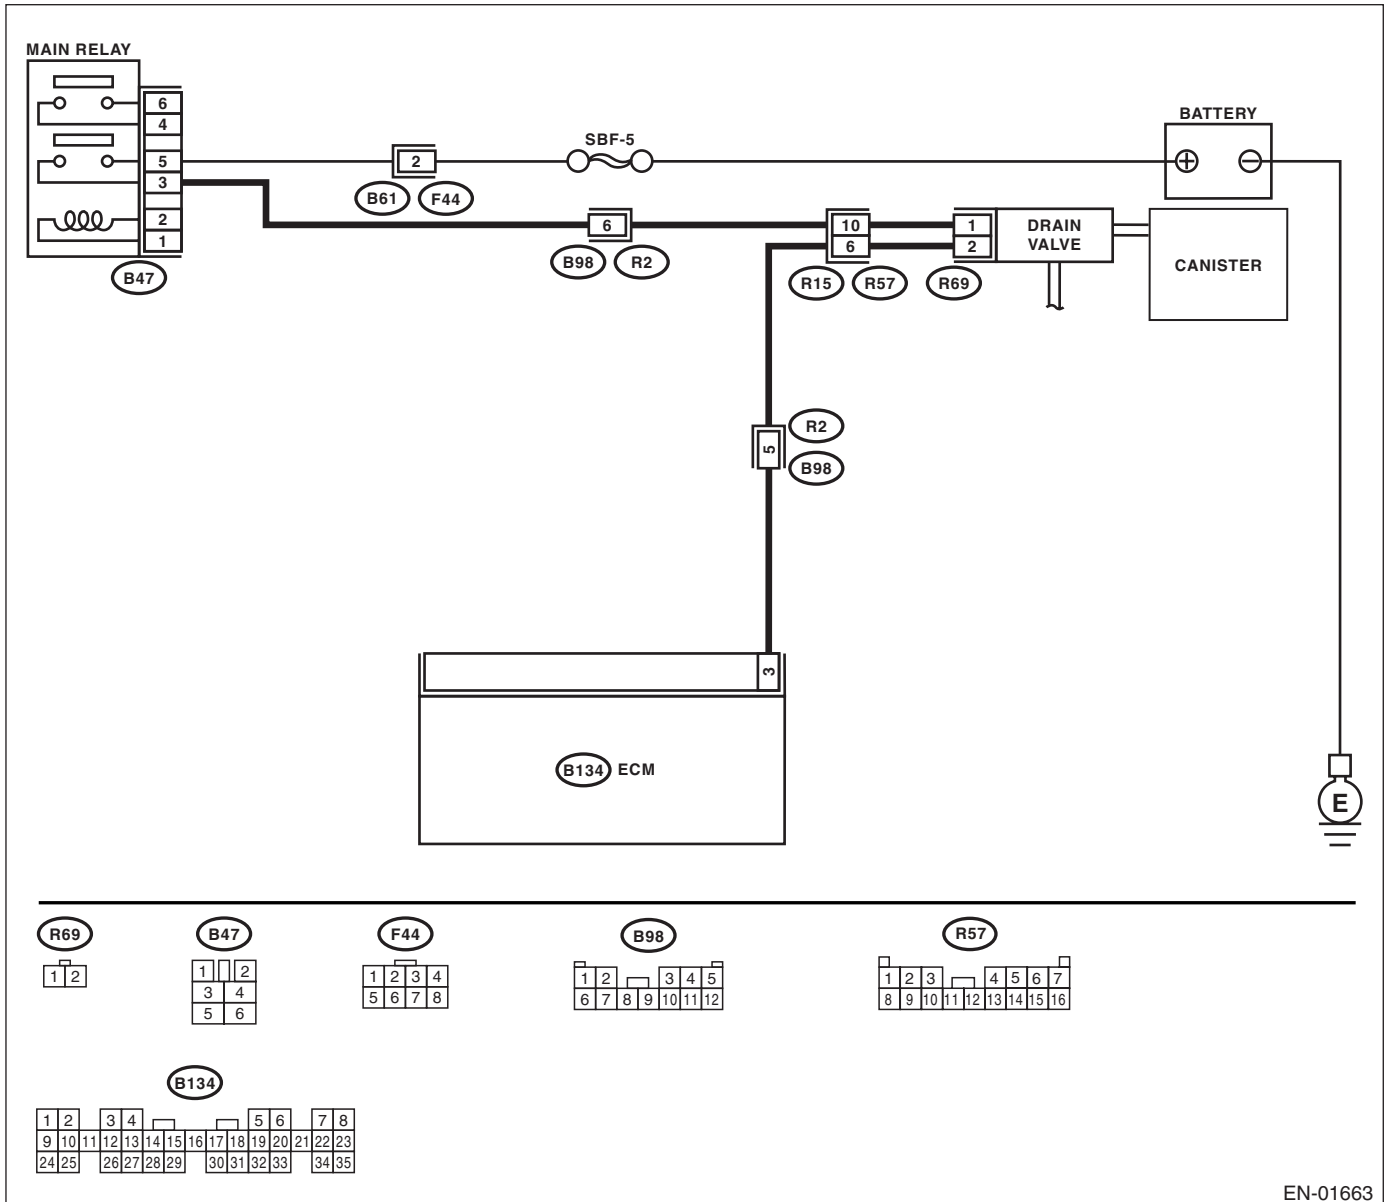 MAIN RELAY
6
4
5
3
2
1
B47
2
B61 F44
SBF-5
BATTERY
6
B98 R2
10
6
R15 R57
1
2
R69
DRAIN
VALVE
CANISTER
5
R2
B98
3
B134 ECM
E
R69
1 2
B47
1 2
3 4
5 6
F44
1 2 3 4
5 6 7 8
B98
1 2 3 4 5
6 7 8 9 10 11 12
R57
1 2 3 4 5 6 7
8 9 10 11 12 13 14 15 16
B134
1 2 3 4 5 6 7 8
9 10 11 12 13 14 15 16 17 18 19 20 21 22 23
24 25 26 27 28 29 30 31 32 33 34 35
EN-01663